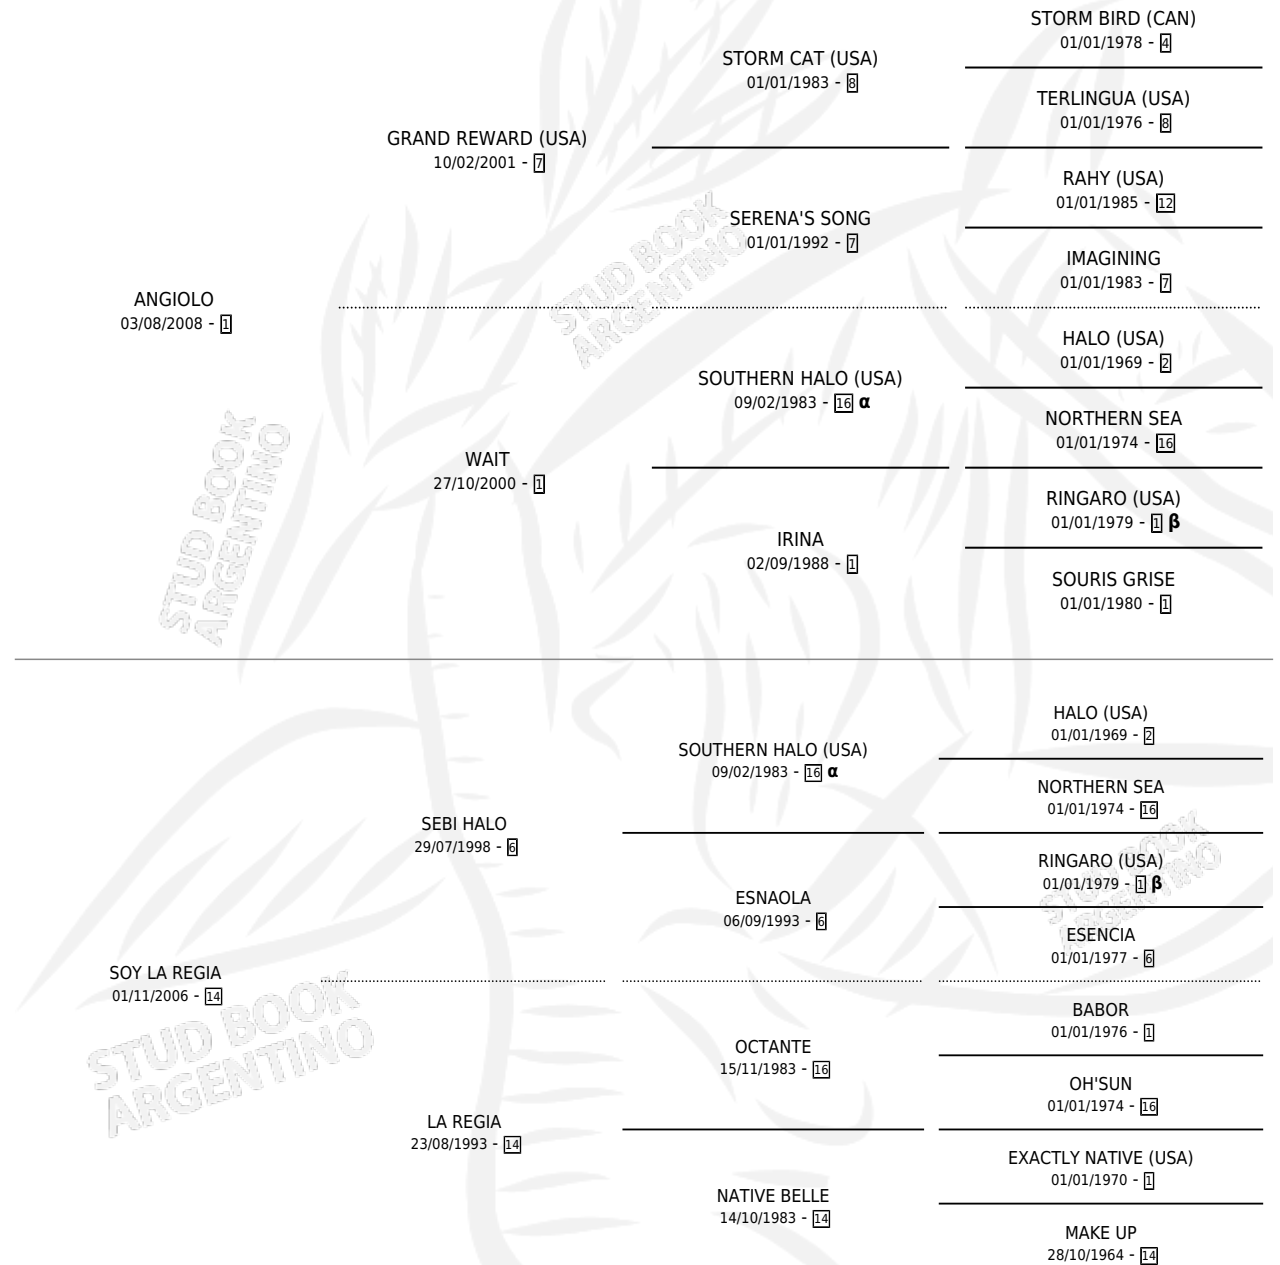 STORM BIRD (CAN)
01/01/1978 - 4
STORM CAT (USA)
01/01/1983 - 8
TERLINGUA (USA)
01/01/1976 - 8
GRAND REWARD (USA)
10/02/2001 - 7
RAHY (USA)
01/01/1985 - 12
SERENA'S SONG
01/01/1992 - 7
IMAGINING
01/01/1983 - 7
ANGIOLO
03/08/2008 - 1
HALO (USA)
01/01/1969 - 2
SOUTHERN HALO (USA)
09/02/1983 - 16 α
NORTHERN SEA
01/01/1974 - 16
WAIT
27/10/2000 - 1
RINGARO (USA)
01/01/1979 - 1 β
IRINA
02/09/1988 - 1
SOURIS GRISE
01/01/1980 - 1
HALO (USA)
01/01/1969 - 2
SOUTHERN HALO (USA)
09/02/1983 - 16 α
NORTHERN SEA
01/01/1974 - 16
SEBI HALO
29/07/1998 - 6
RINGARO (USA)
01/01/1979 - 1 β
ESNAOLA
06/09/1993 - 6
ESENCIA
01/01/1977 - 6
SOY LA REGIA
01/11/2006 - 14
BABOR
01/01/1976 - 1
OCTANTE
15/11/1983 - 16
OH'SUN
01/01/1974 - 16
LA REGIA
23/08/1993 - 14
EXACTLY NATIVE (USA)
01/01/1970 - 1
NATIVE BELLE
14/10/1983 - 14
MAKE UP
28/10/1964 - 14
STUD BOOK
ARGENTINO
STUD BOOK
ARGENTINO
STUD BOOK
ARGENTINO
STUD BOOK
ARGENTINO